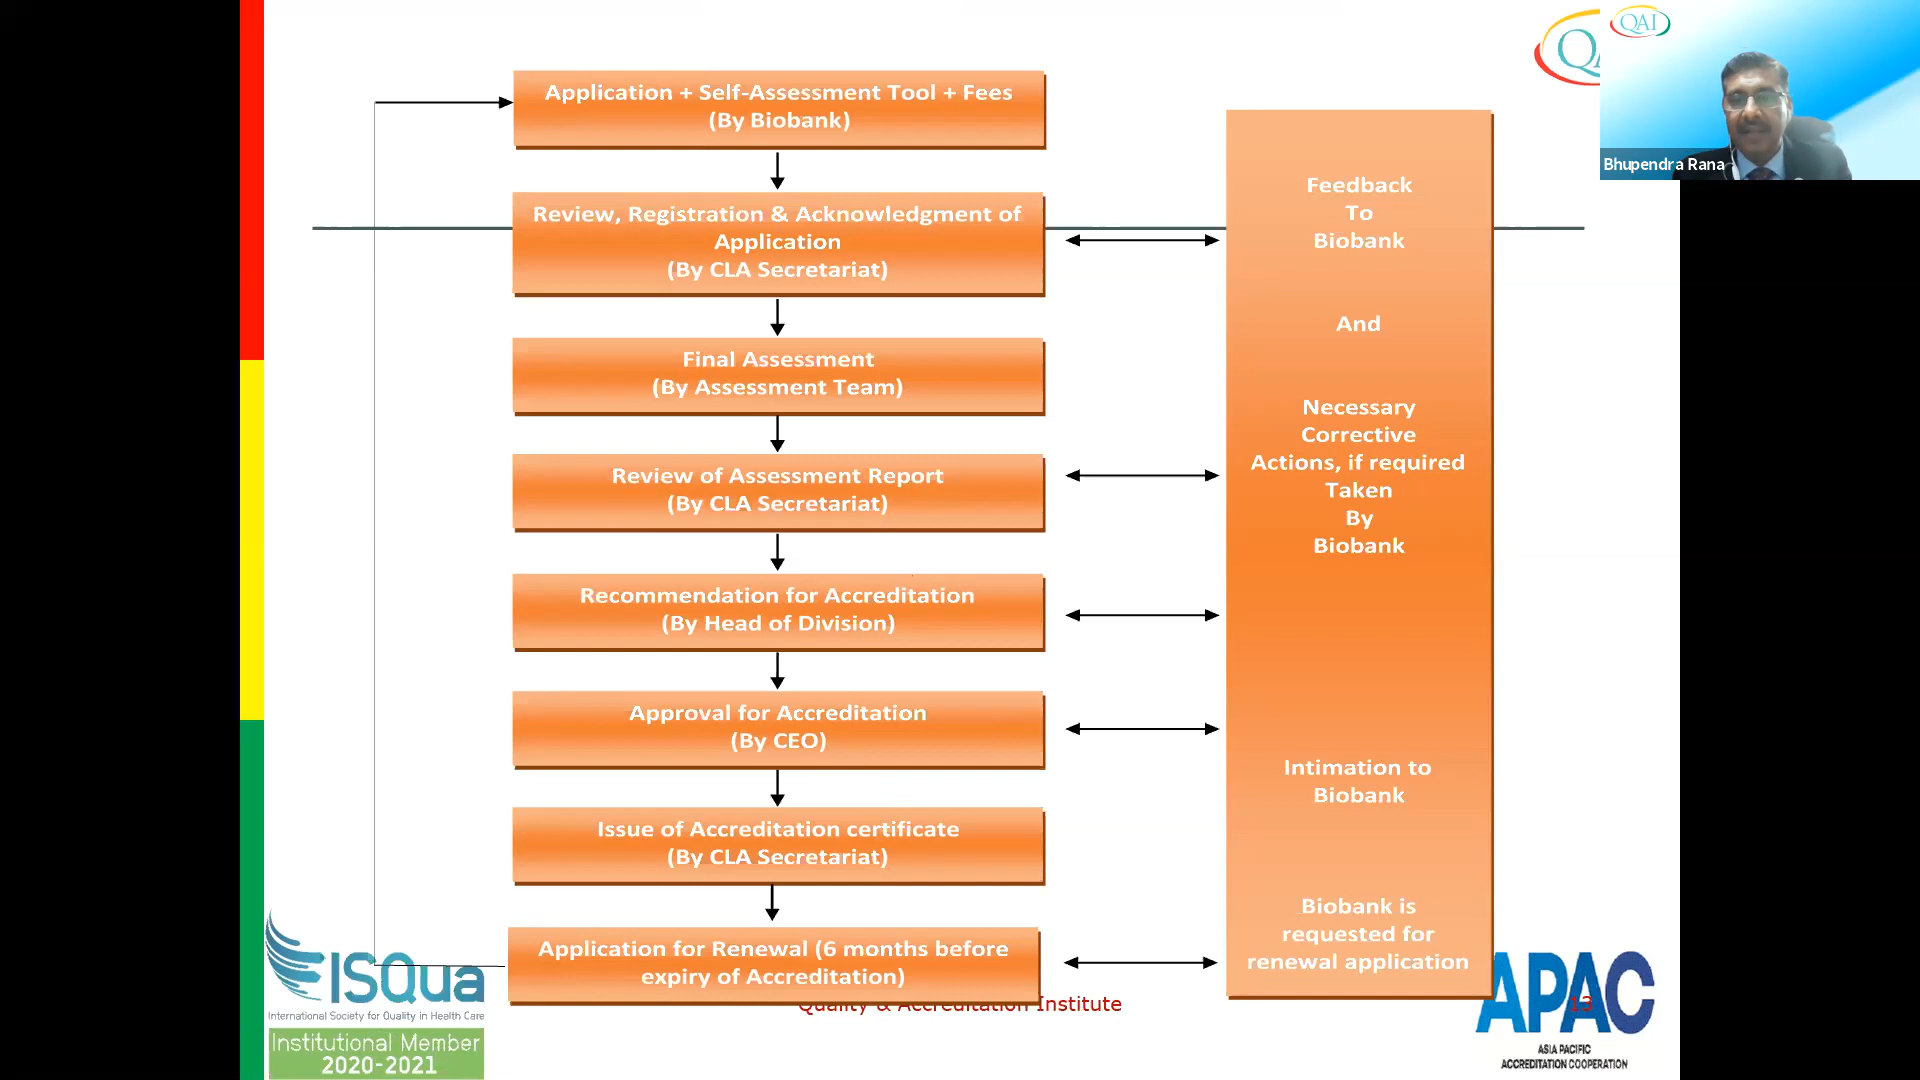 Application + Self-Assessment Tool + Fees
(By Biobank)
Review, Registration & Acknowledgment of
Application
(By CLA Secretariat)
Final Assessment
(By Assessment Team)
Review of Assessment Report
(By CLA Secretariat)
Recommendation for Accreditation
(By Head of Division)
Approval for Accreditation
(By CEO)
Issue of Accreditation certificate
(By CLA Secretariat)
Application for Renewal (6 months before
expiry of Accreditation)
Feedback
To
Biobank
And
Necessary
Corrective
Actions, if required
Taken
By
Biobank
Intimation to
Biobank
Biobank is
requested for
renewal application
QAI
Bhupendra Rana
ISQua
International Society for Quality in Health Care
Institutional Member
2020-2021
Quality & Accreditation Institute
13
APAC
ASIA PACIFIC
ACCREDITATION COOPERATION